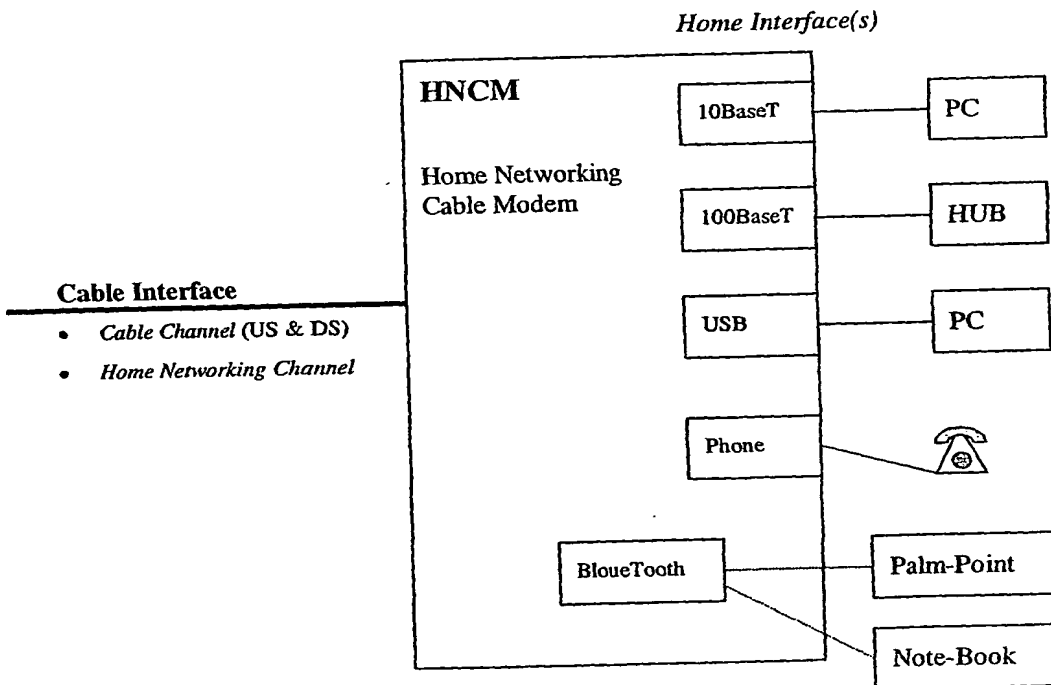 Home Interface(s)
HNCM
Home Networking
Cable Modem
10BaseT
PC
100BaseT
HUB
Cable Interface
• Cable Channel (US & DS)
• Home Networking Channel
USB
PC
Phone
BloueTooth
Palm-Point
Note-Book